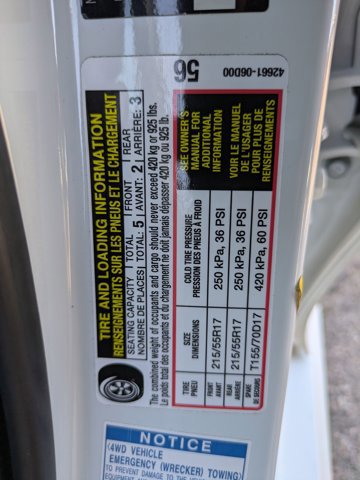 TIRE AND LOADING INFORMATION
RENSEIGNEMENTS SUR LES PNEUS ET LE CHARGEMENT
SEATING CAPACITY | TOTAL | FRONT | REAR
NOMBRE DE PLACES | TOTAL: 5 | AVANT: 2 | ARRIÈRE: 3
The combined weight of occupants and cargo should never exceed 420 kg or 925 lbs.
Le poids total des occupants et du chargement ne doit jamais dépasser 420 kg ou 925 lbs.
TIRE PNEU | SIZE DIMENSIONS | COLD TIRE PRESSURE PRESSION DES PNEUS À FROID
FRONT AVANT | 215/55R17 | 250 kPa, 36 PSI
REAR ARRIÈRE | 215/55R17 | 250 kPa, 36 PSI
SPARE DE SECOURS | T155/70D17 | 420 kPa, 60 PSI
SEE OWNER'S
MANUAL FOR
ADDITIONAL
INFORMATION
VOIR LE MANUEL
DE L'USAGER
POUR PLUS DE
RENSEIGNEMENTS
56
42661-06D00
NOTICE
(4WD VEHICLE
EMERGENCY (WRECKER) TOWING)
TO PREVENT DAMAGE TO THE